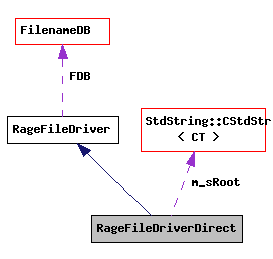 FilenameDB
FDB
RageFileDriver
StdString::CStdStr
< CT >
m_sRoot
RageFileDriverDirect